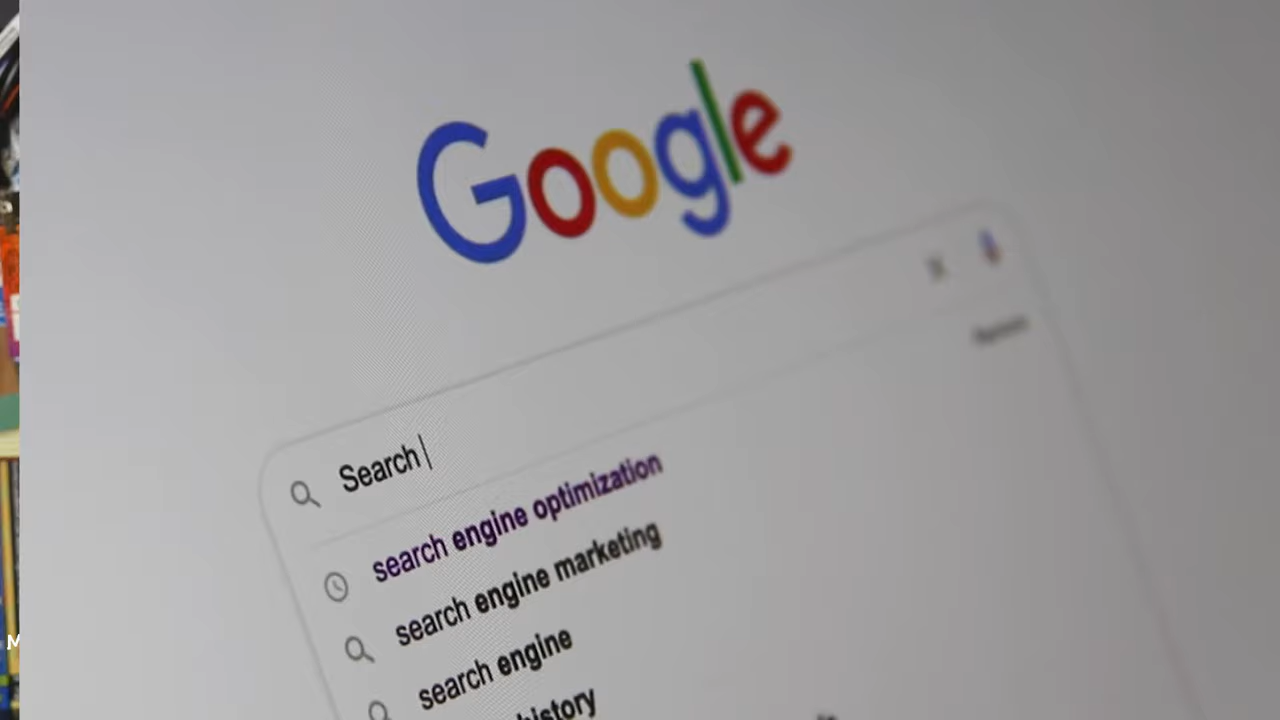 Google
Search
search engine optimization
search engine marketing
search engine
history